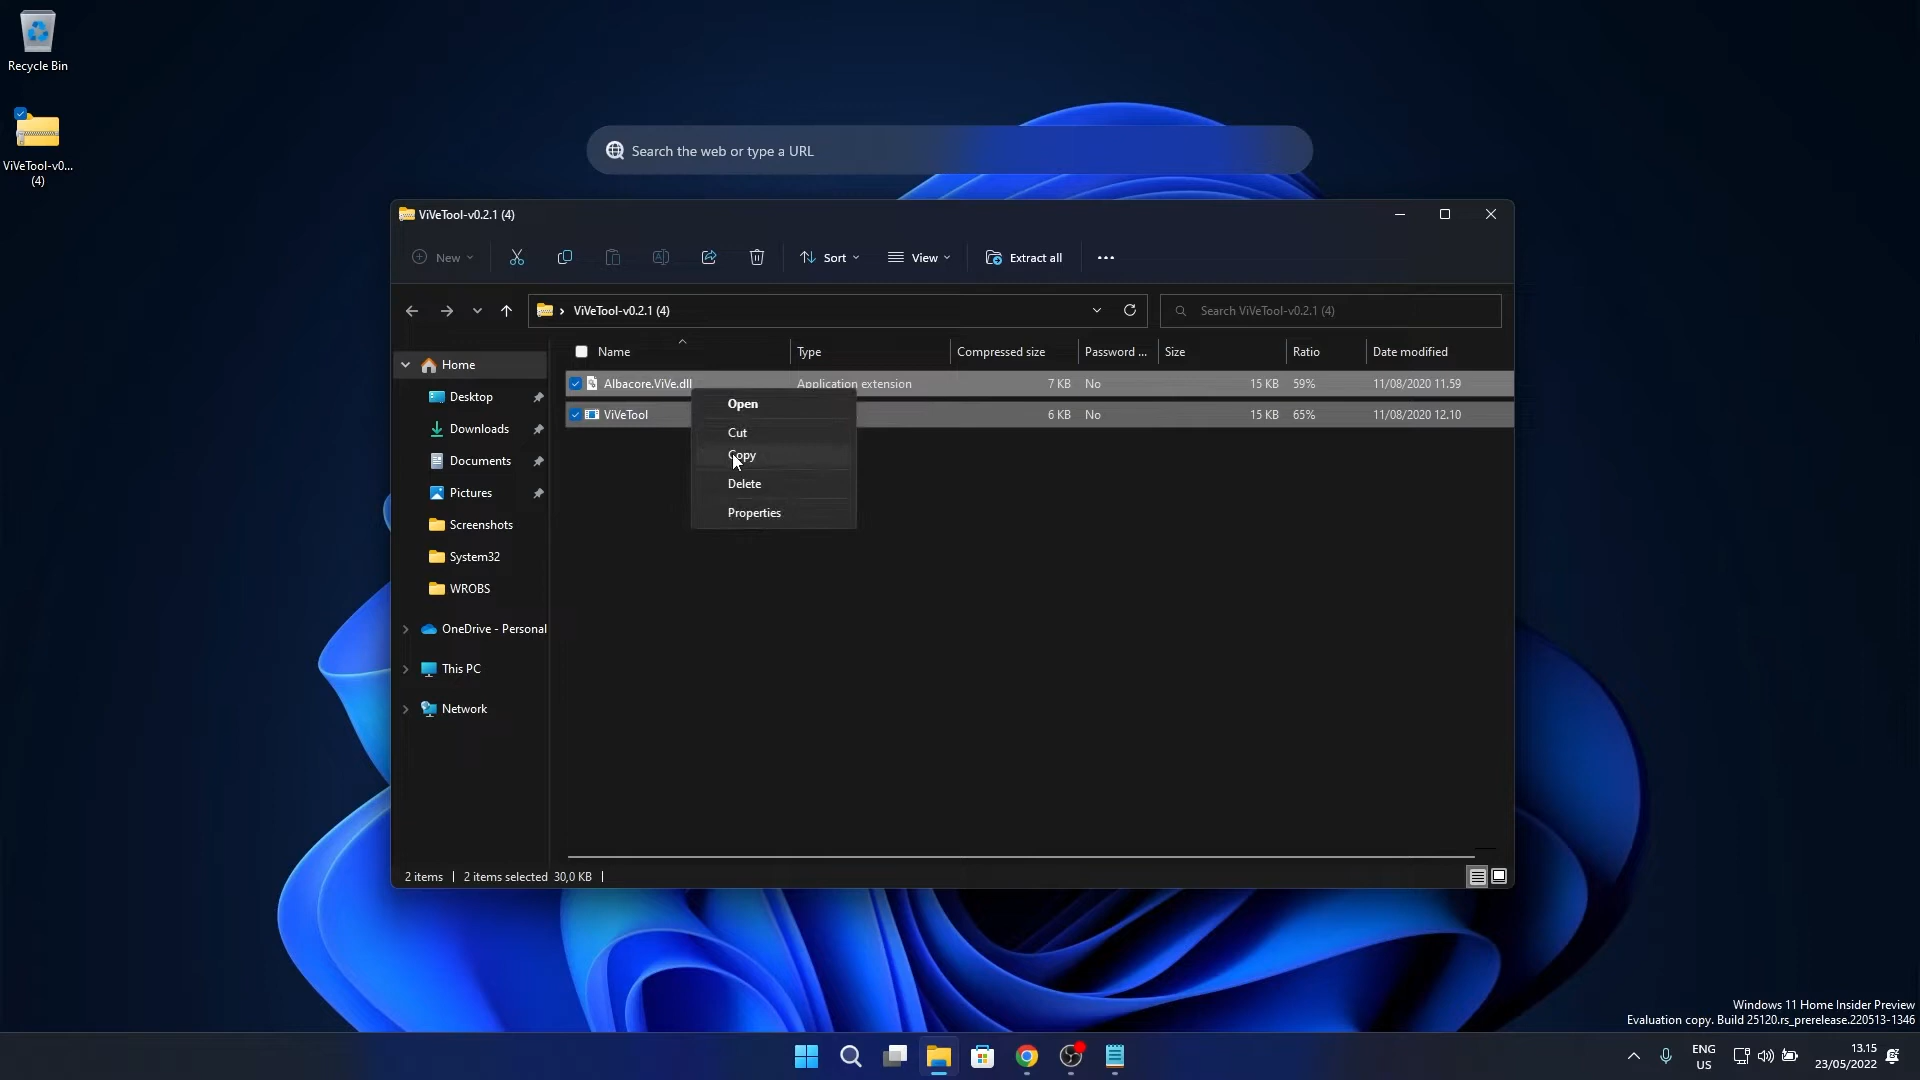 Recycle Bin
ViVeTool-v0...
(4)
Search the web or type a URL
ViVeTool-v0.2.1 (4)
New
Sort
View
Extract all
ViVeTool-v0.2.1 (4)
Search ViVeTool-v0.2.1 (4)
Name Type Compressed size Password ... Size Ratio Date modified
Albacore.ViVe.dll Application extension 7 KB No 15 KB 59% 11/08/2020 11.59
ViVeTool 6 KB No 15 KB 65% 11/08/2020 12.10
Open
Cut
Copy
Delete
Properties
Home
Desktop
Downloads
Documents
Pictures
Screenshots
System32
WROBS
OneDrive - Personal
This PC
Network
2 items 2 items selected 30,0 KB
Windows 11 Home Insider Preview
Evaluation copy. Build 25120.rs_prerelease.220513-1346
ENG
US
13.15
23/05/2022